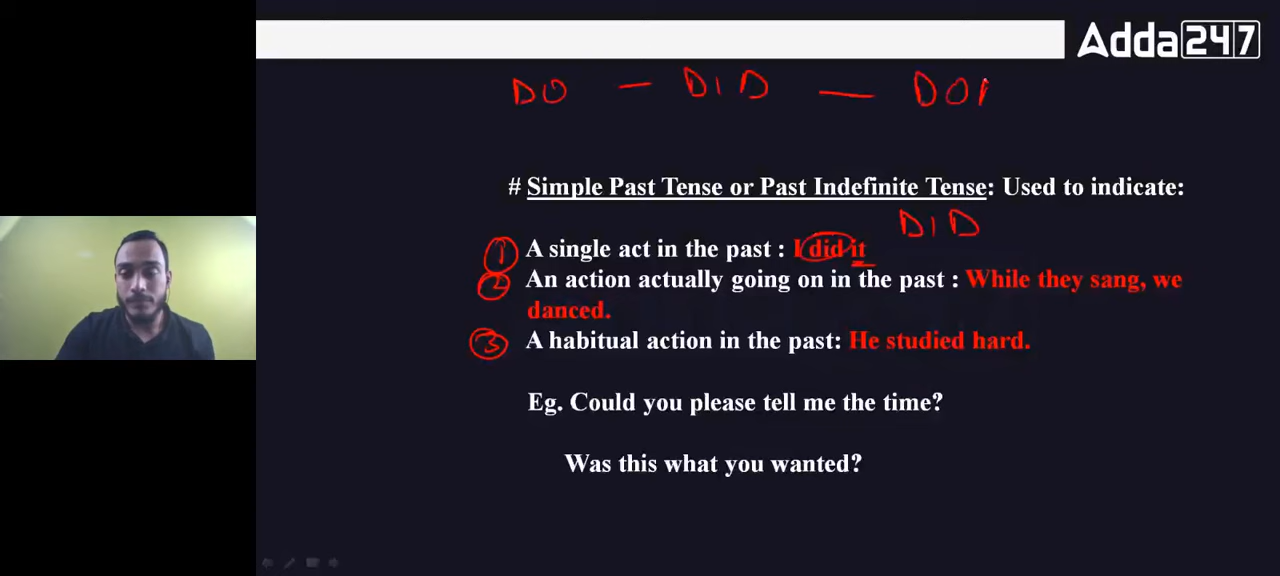 Adda247
DO — DID — DON
# Simple Past Tense or Past Indefinite Tense: Used to indicate:
DID
1 A single act in the past : I did it
2 An action actually going on in the past : While they sang, we
danced.
3 A habitual action in the past: He studied hard.
Eg. Could you please tell me the time?
Was this what you wanted?